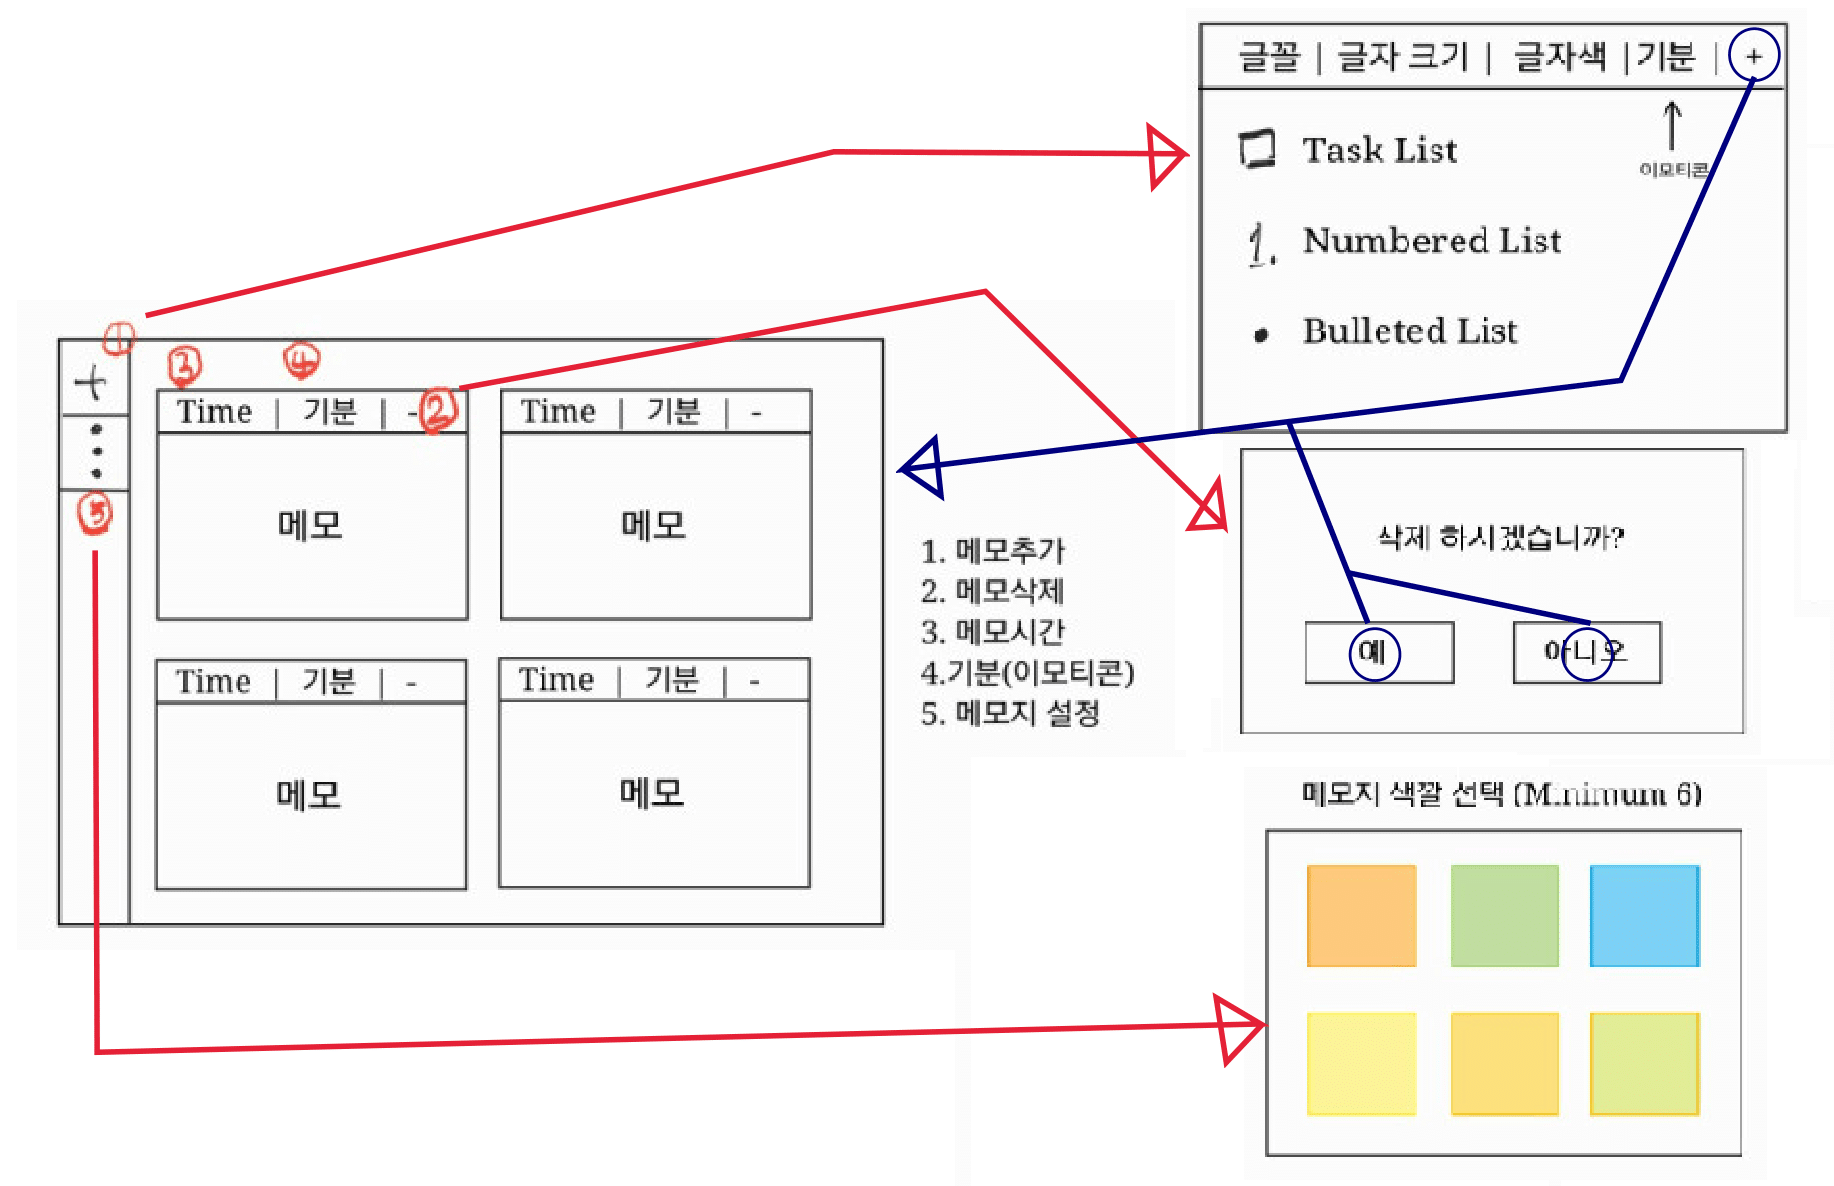 글꼴 | 글자 크기 | 글자색 | 기분 | +
이모티콘
Task List
1. Numbered List
• Bulleted List
①
+
③
④
Time | 기분 | - ②
Time | 기분 | -
⑤
메모
메모
Time | 기분 | -
Time | 기분 | -
메모
메모
1. 메모추가
2. 메모삭제
3. 메모시간
4.기분(이모티콘)
5. 메모지 설정
삭제 하시겠습니까?
예
아니오
메모지 색깔 선택 (Minimum 6)